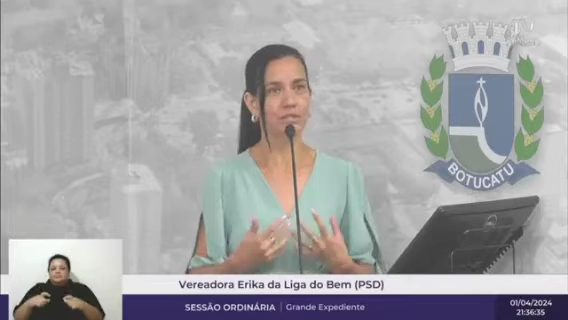 BOTUCATU
Vereadora Erika da Liga do Bem (PSD)
SESSÃO ORDINÁRIA | Grande Expediente
01/04/2024
21:36:35